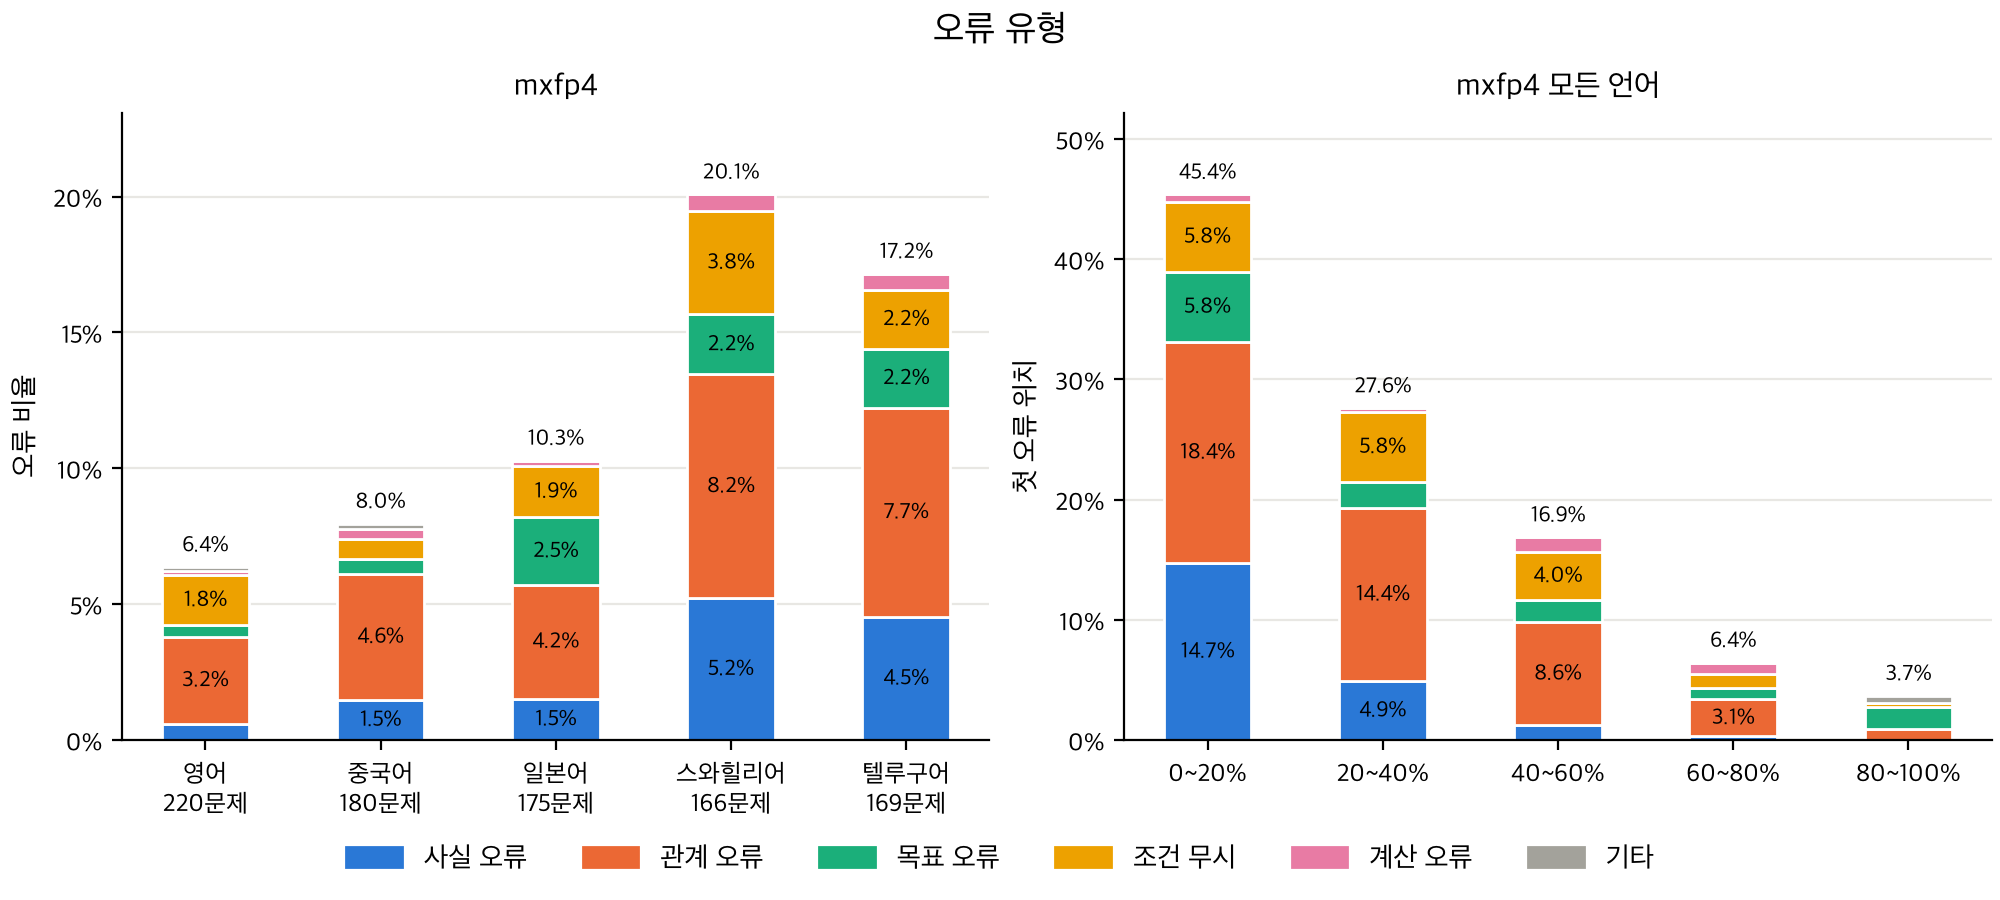 오류 유형
mxfp4
오류 비율
20%
15%
10%
5%
0%
6.4%
1.8%
3.2%
8.0%
4.6%
1.5%
10.3%
1.9%
2.5%
4.2%
1.5%
20.1%
3.8%
2.2%
8.2%
5.2%
17.2%
2.2%
2.2%
7.7%
4.5%
영어
220문제
중국어
180문제
일본어
175문제
스와힐리어
166문제
텔루구어
169문제
mxfp4 모든 언어
첫 오류 위치
50%
40%
30%
20%
10%
0%
45.4%
5.8%
5.8%
18.4%
14.7%
27.6%
5.8%
14.4%
4.9%
16.9%
4.0%
8.6%
6.4%
3.1%
3.7%
0~20%
20~40%
40~60%
60~80%
80~100%
사실 오류
관계 오류
목표 오류
조건 무시
계산 오류
기타